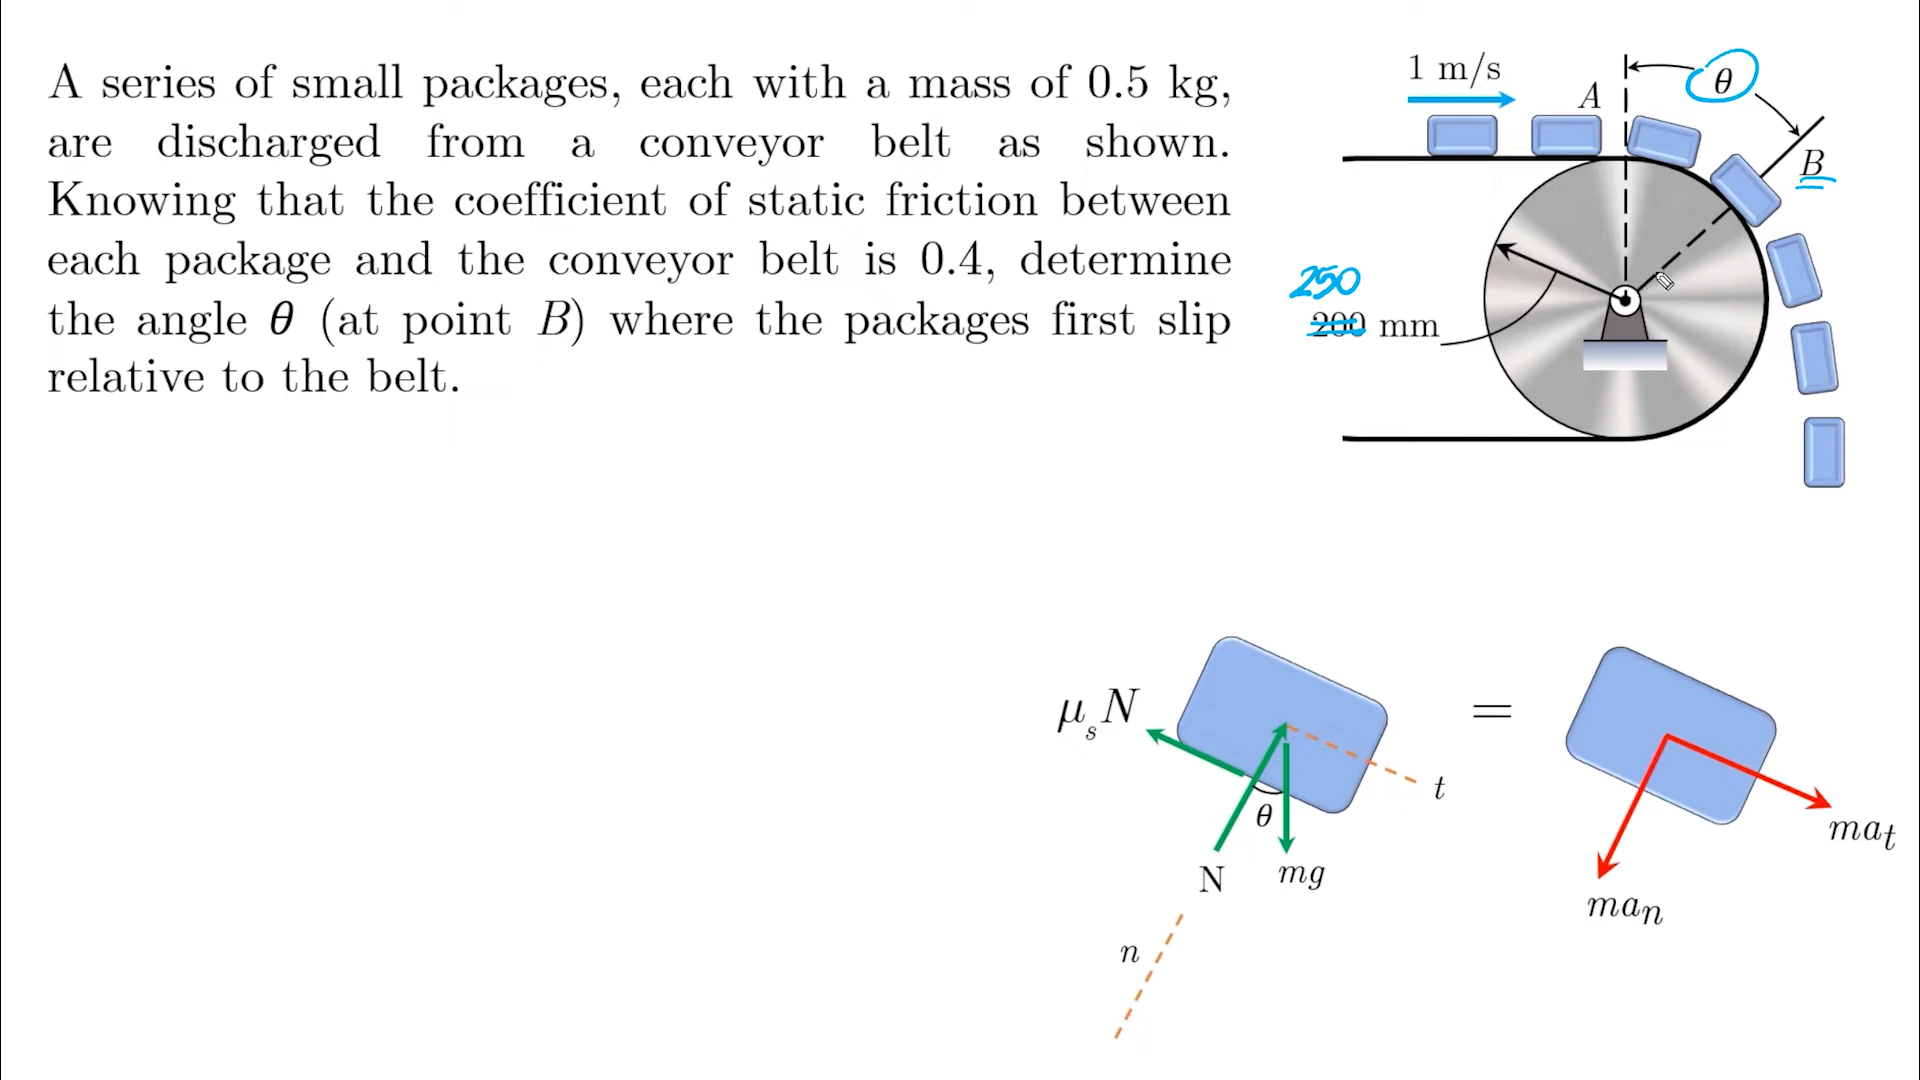 A series of small packages, each with a mass of 0.5 kg,
are discharged from a conveyor belt as shown.
Knowing that the coefficient of static friction between
each package and the conveyor belt is 0.4, determine
the angle θ (at point B) where the packages first slip
relative to the belt.
1 m/s
A
θ
B
250
200 mm
μₛN
θ
t
N
mg
n
=
maₜ
maₙ